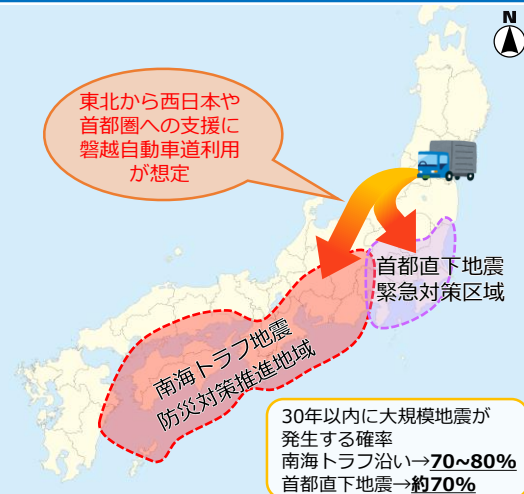 N
東北から西日本や
首都圏への支援に
磐越自動車道利用
が想定
首都直下地震
緊急対策区域
南海トラフ地震
防災対策推進地域
30年以内に大規模地震が
発生する確率
南海トラフ沿い→70~80%
首都直下地震→約70%